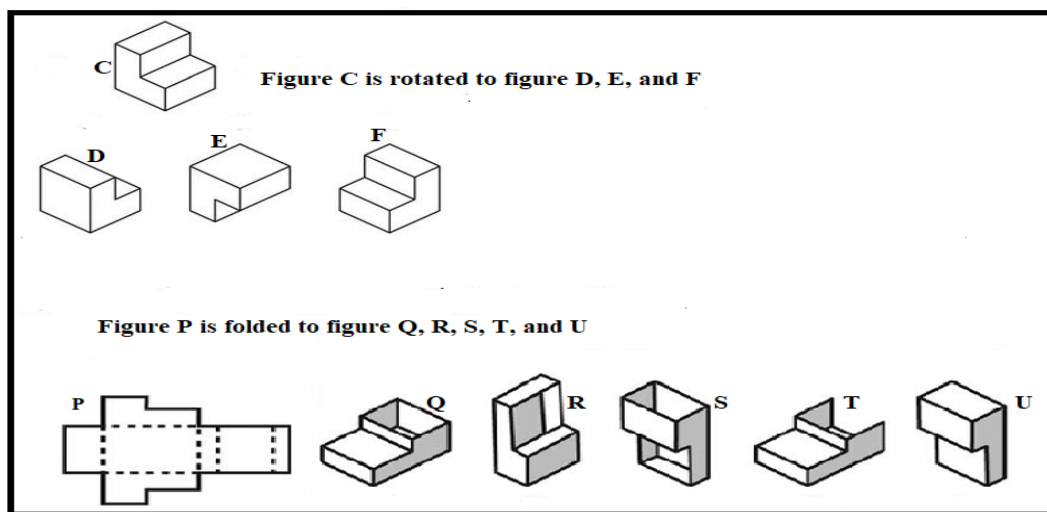 C
Figure C is rotated to figure D, E, and F
D
E
F
Figure P is folded to figure Q, R, S, T, and U
P
Q
R
S
T
U